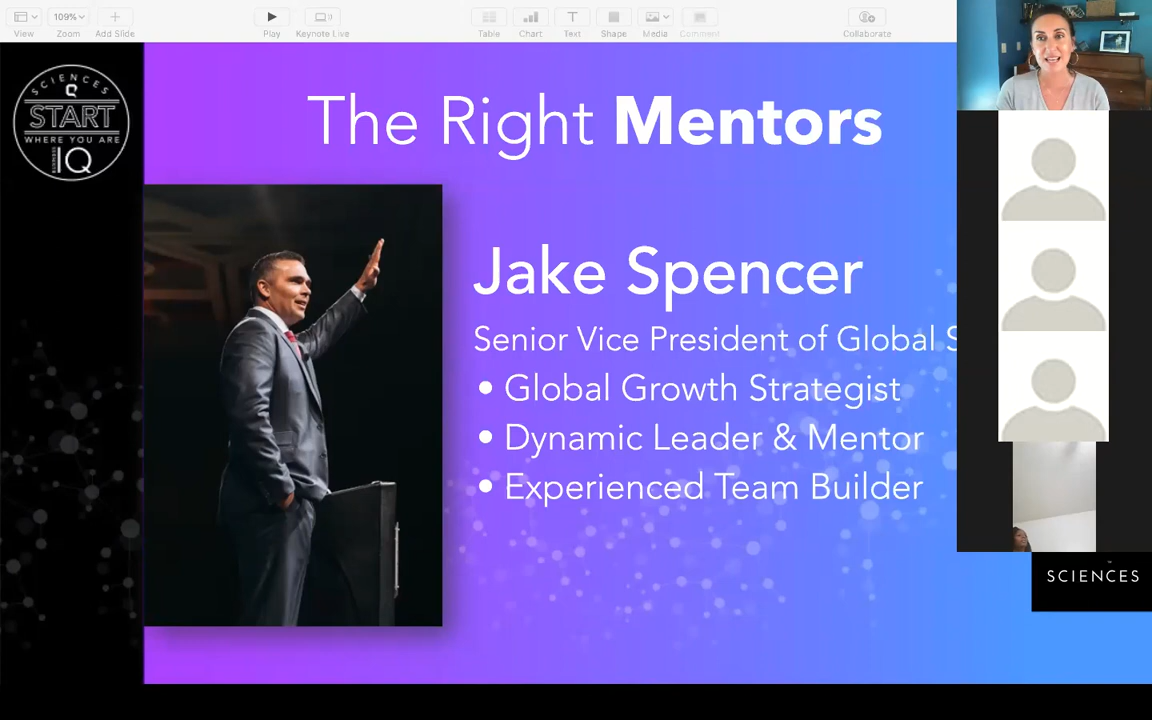 View
109%
Zoom
Add Slide
Play
Keynote Live
Table
Chart
Text
Shape
Media
Comment
Collaborate
SCIENCES
START
WHERE YOU ARE
IQ
The Right Mentors
Jake Spencer
Senior Vice President of Global S
• Global Growth Strategist
• Dynamic Leader & Mentor
• Experienced Team Builder
SCIENCES